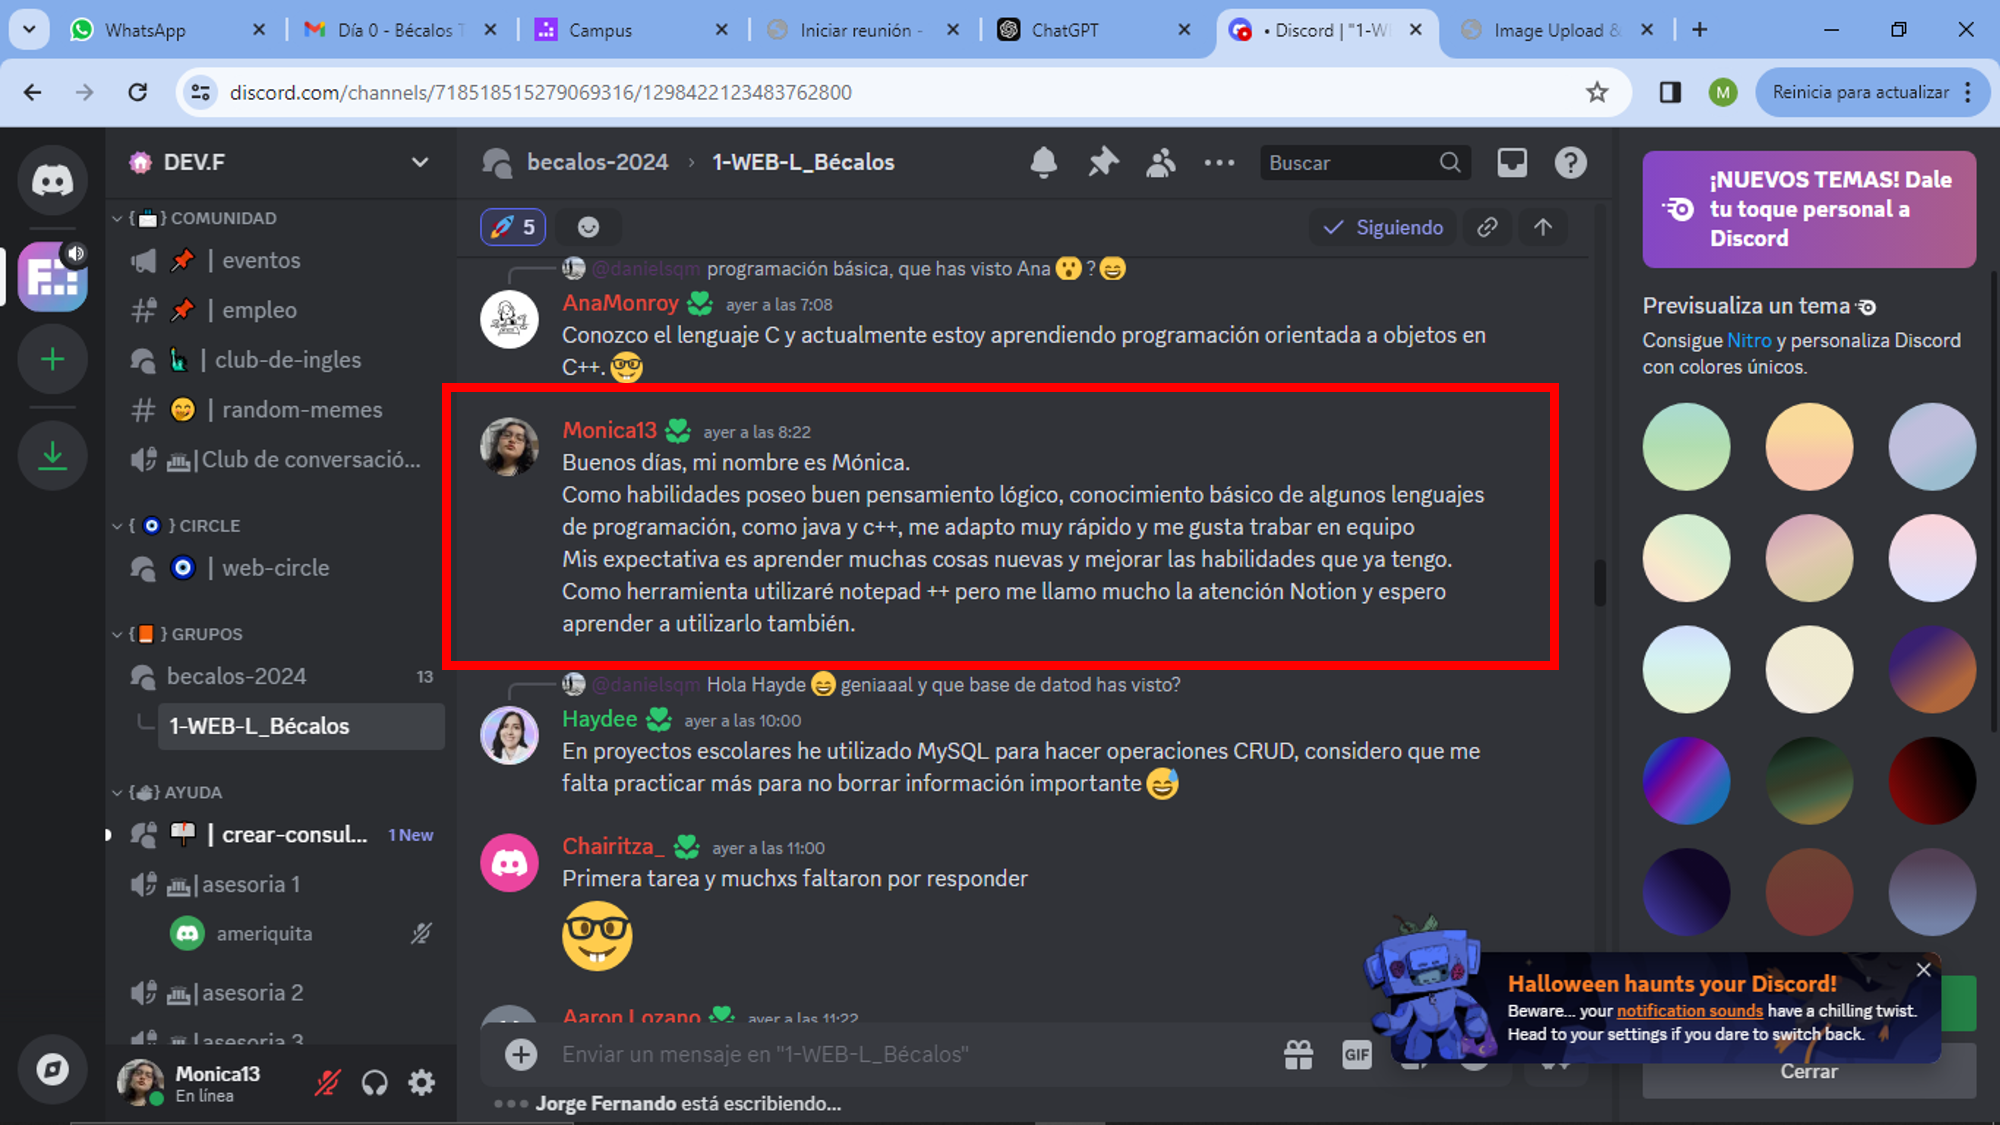 WhatsApp
Día 0 - Bécalos T
Campus
Iniciar reunión -
ChatGPT
• Discord | "1-WE
Image Upload &
discord.com/channels/718518515279069316/1298422123483762800
M
Reinicia para actualizar
DEV.F
becalos-2024 › 1-WEB-L_Bécalos
Buscar
{ } COMUNIDAD
| eventos
| empleo
| club-de-ingles
| random-memes
|Club de conversació...
{ } CIRCLE
| web-circle
{ } GRUPOS
becalos-2024 13
1-WEB-L_Bécalos
{ } AYUDA
| crear-consul... 1 New
|asesoria 1
ameriquita
|asesoria 2
|asesoria 3
Monica13
En línea
5
Siguiendo
@danielsqm programación básica, que has visto Ana ?
AnaMonroy ayer a las 7:08
Conozco el lenguaje C y actualmente estoy aprendiendo programación orientada a objetos en
C++.
Monica13 ayer a las 8:22
Buenos días, mi nombre es Mónica.
Como habilidades poseo buen pensamiento lógico, conocimiento básico de algunos lenguajes
de programación, como java y c++, me adapto muy rápido y me gusta trabar en equipo
Mis expectativa es aprender muchas cosas nuevas y mejorar las habilidades que ya tengo.
Como herramienta utilizaré notepad ++ pero me llamo mucho la atención Notion y espero
aprender a utilizarlo también.
@danielsqm Hola Hayde geniaaal y que base de datod has visto?
Haydee ayer a las 10:00
En proyectos escolares he utilizado MySQL para hacer operaciones CRUD, considero que me
falta practicar más para no borrar información importante
Chairitza_ ayer a las 11:00
Primera tarea y muchxs faltaron por responder
Aaron Lozano ayer a las 11:22
Enviar un mensaje en "1-WEB-L_Bécalos"
GIF
Jorge Fernando está escribiendo...
¡NUEVOS TEMAS! Dale
tu toque personal a
Discord
Previsualiza un tema
Consigue Nitro y personaliza Discord
con colores únicos.
Halloween haunts your Discord!
Beware... your notification sounds have a chilling twist.
Head to your settings if you dare to switch back.
Cerrar